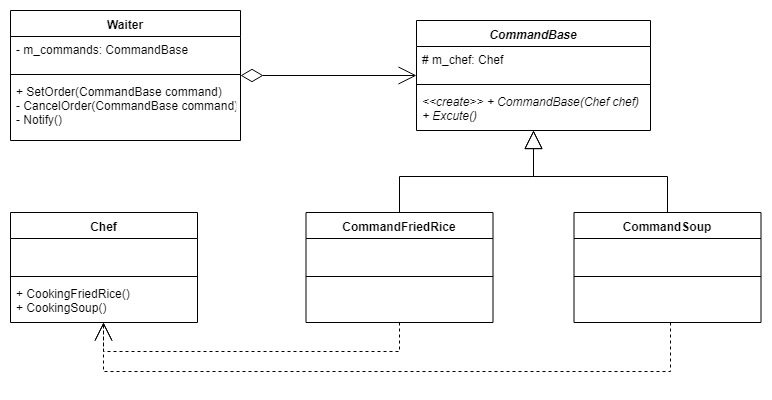 Waiter
- m_commands: CommandBase
+ SetOrder(CommandBase command)
- CancelOrder(CommandBase command)
- Notify()
CommandBase
# m_chef: Chef
<<create>> + CommandBase(Chef chef)
+ Excute()
Chef
+ CookingFriedRice()
+ CookingSoup()
CommandFriedRice
CommandSoup